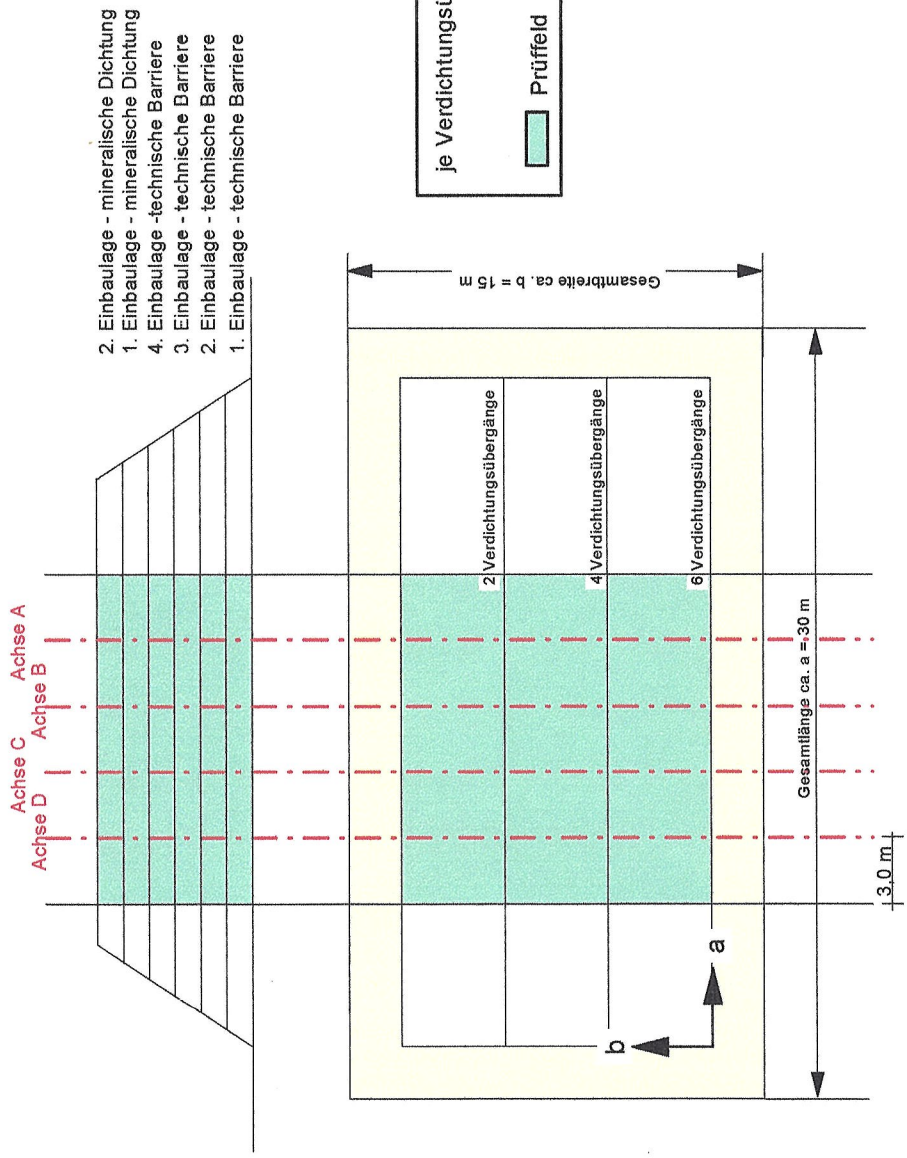 2. Einbaulage - mineralische Dichtung
1. Einbaulage - mineralische Dichtung
4. Einbaulage -technische Barriere
3. Einbaulage - technische Barriere
2. Einbaulage - technische Barriere
1. Einbaulage - technische Barriere
Achse C
Achse A
Achse D
Achse B
je Verdichtungsü
Prüffeld
Gesamtbreite ca. b = 15 m
2 Verdichtungsübergänge
4 Verdichtungsübergänge
6 Verdichtungsübergänge
b
a
Gesamtlänge ca. a = 30 m
3,0 m